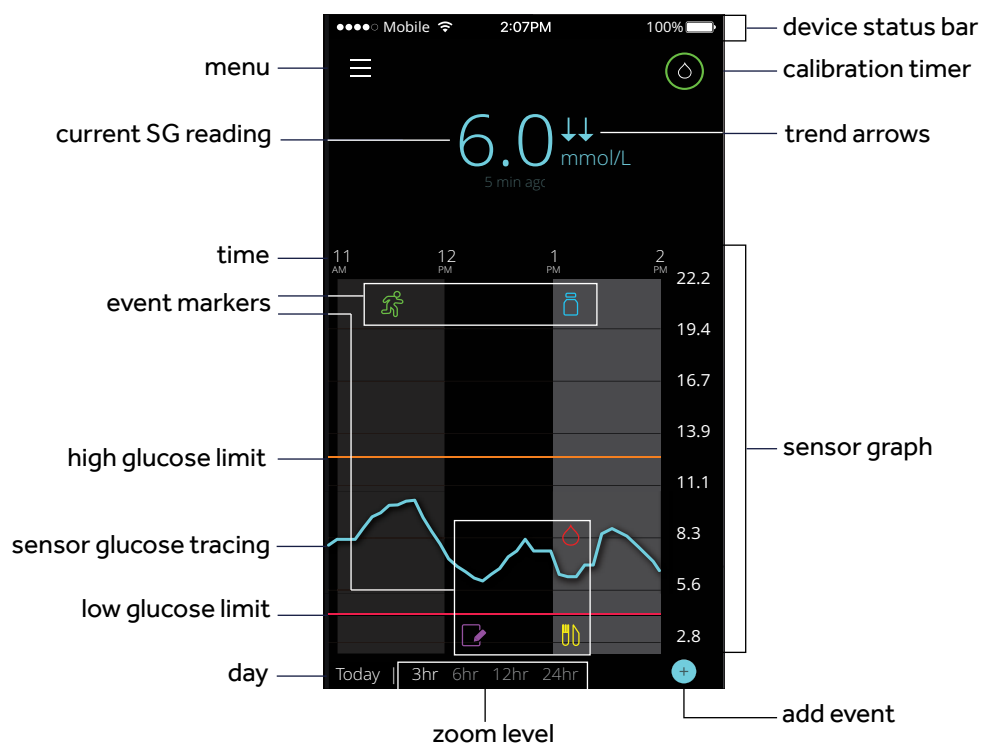 Mobile 2:07PM 100%
device status bar
menu
calibration timer
current SG reading
6.0
mmol/L
trend arrows
5 min ago
time
11 12 1 2
AM PM PM PM
event markers
22.2
19.4
16.7
13.9
high glucose limit
sensor graph
11.1
sensor glucose tracing
8.3
5.6
low glucose limit
2.8
day
Today | 3hr 6hr 12hr 24hr
+
add event
zoom level